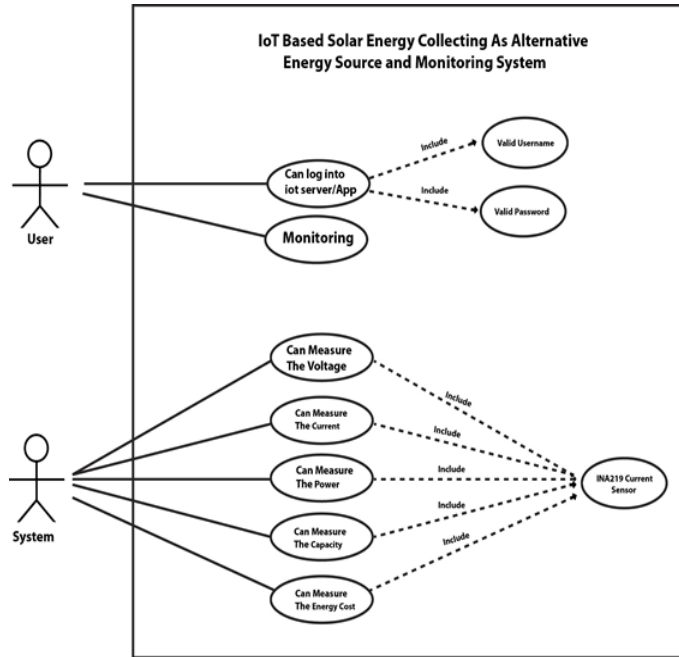 IoT Based Solar Energy Collecting As Alternative
Energy Source and Monitoring System
Include
Valid Username
Can log into
iot server/App
Include
Valid Password
User
Monitoring
Can Measure
The Voltage
Include
Can Measure
The Current
Include
Can Measure
The Power
Include
INA219 Current
Sensor
System
Can Measure
The Capacity
Include
Can Measure
The Energy Cost
Include